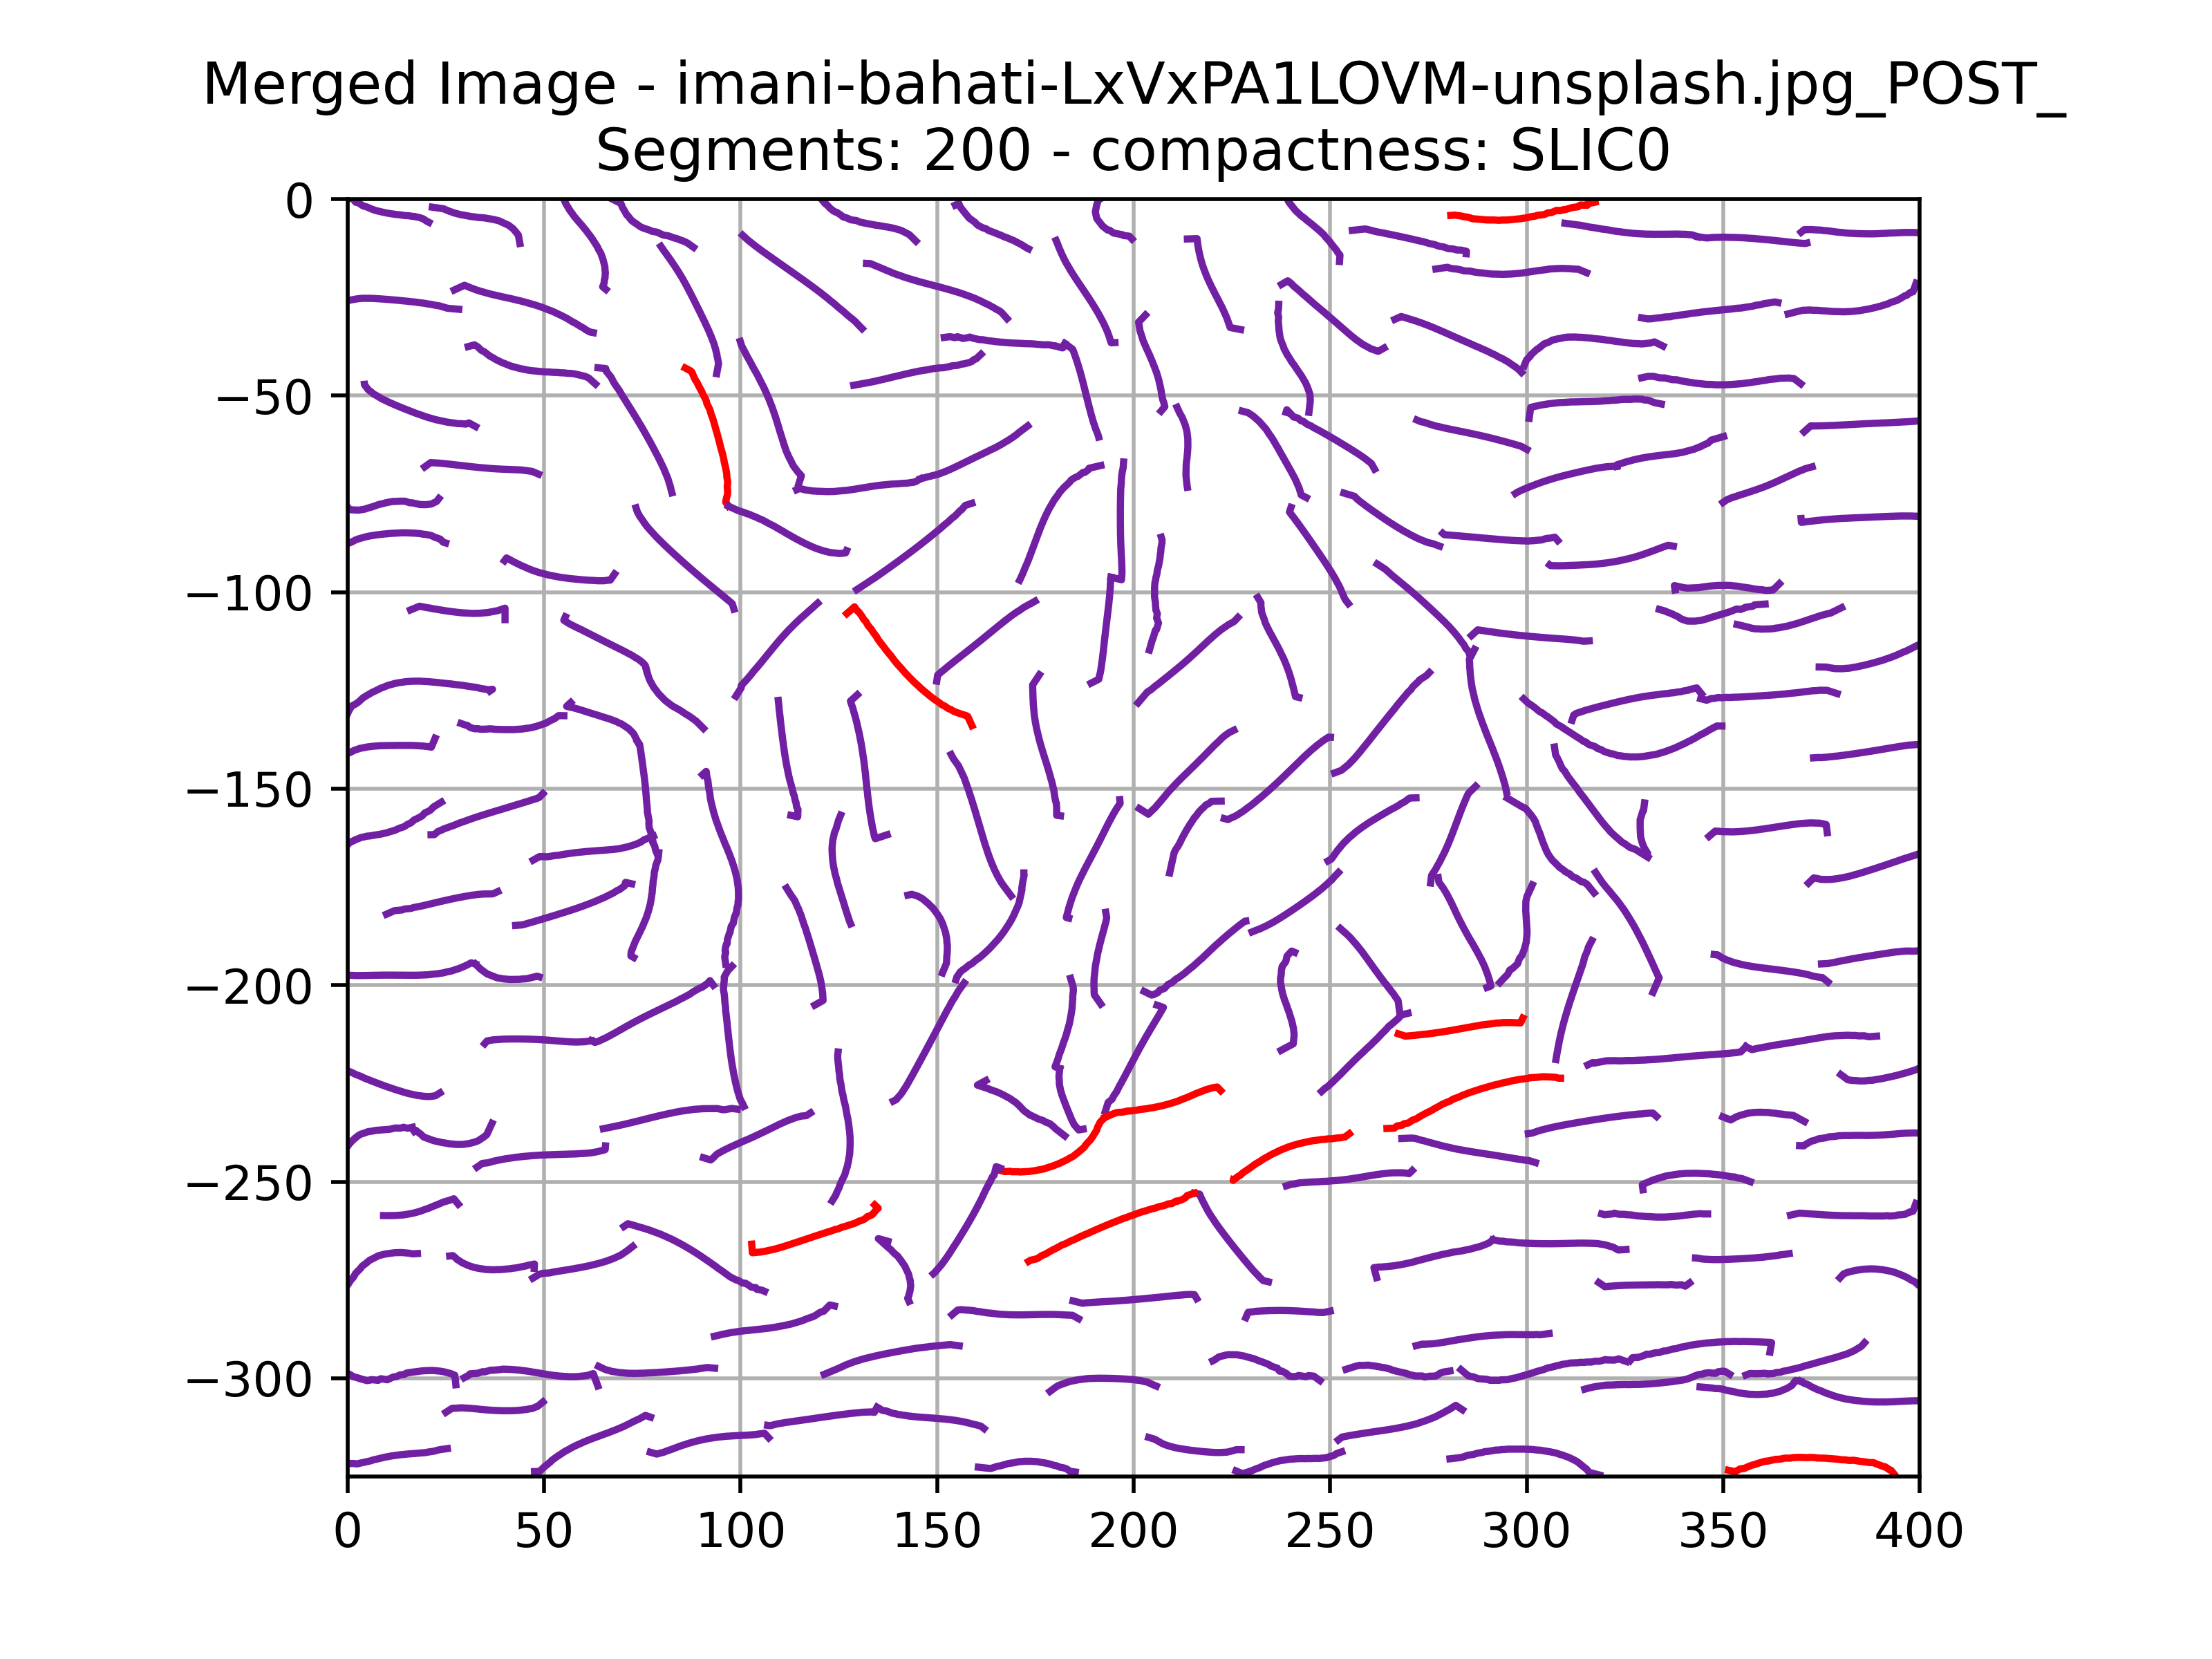 Merged Image - imani-bahati-LxVxPA1LOVM-unsplash.jpg_POST_
Segments: 200 - compactness: SLIC0
0
−50
−100
−150
−200
−250
−300
0 50 100 150 200 250 300 350 400